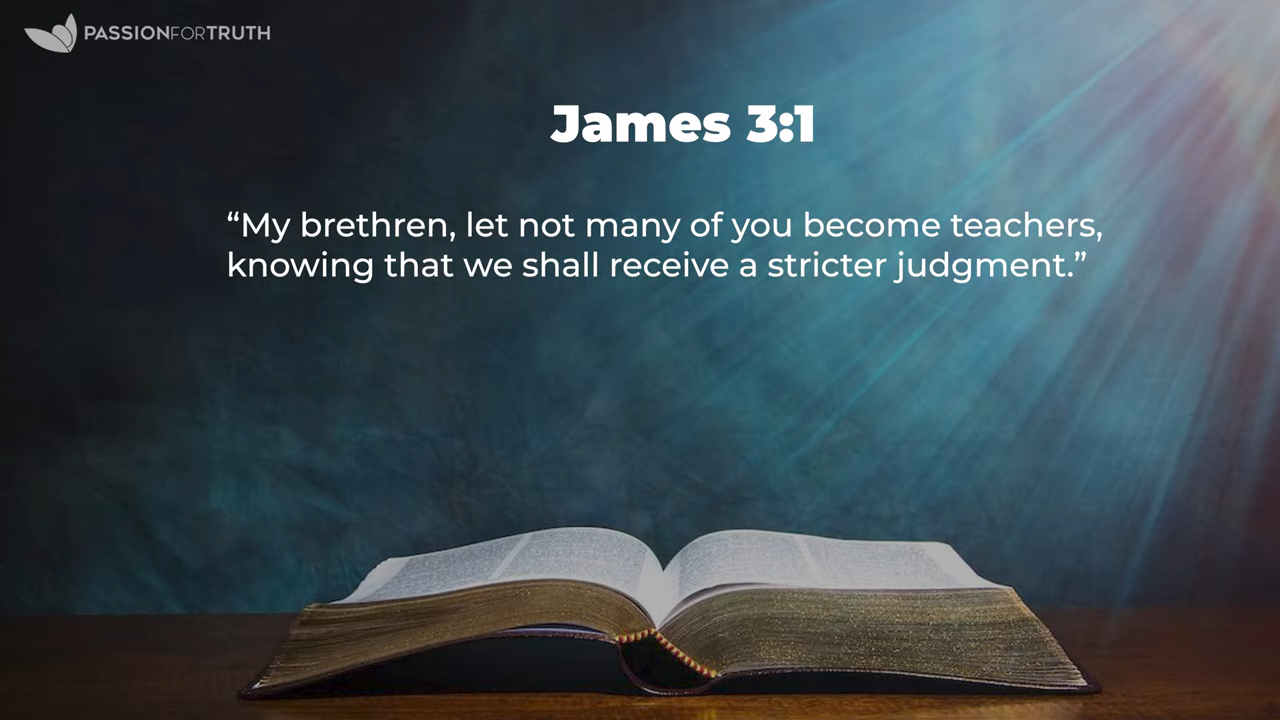 PASSIONFORTRUTH
James 3:1
“My brethren, let not many of you become teachers,
knowing that we shall receive a stricter judgment.”